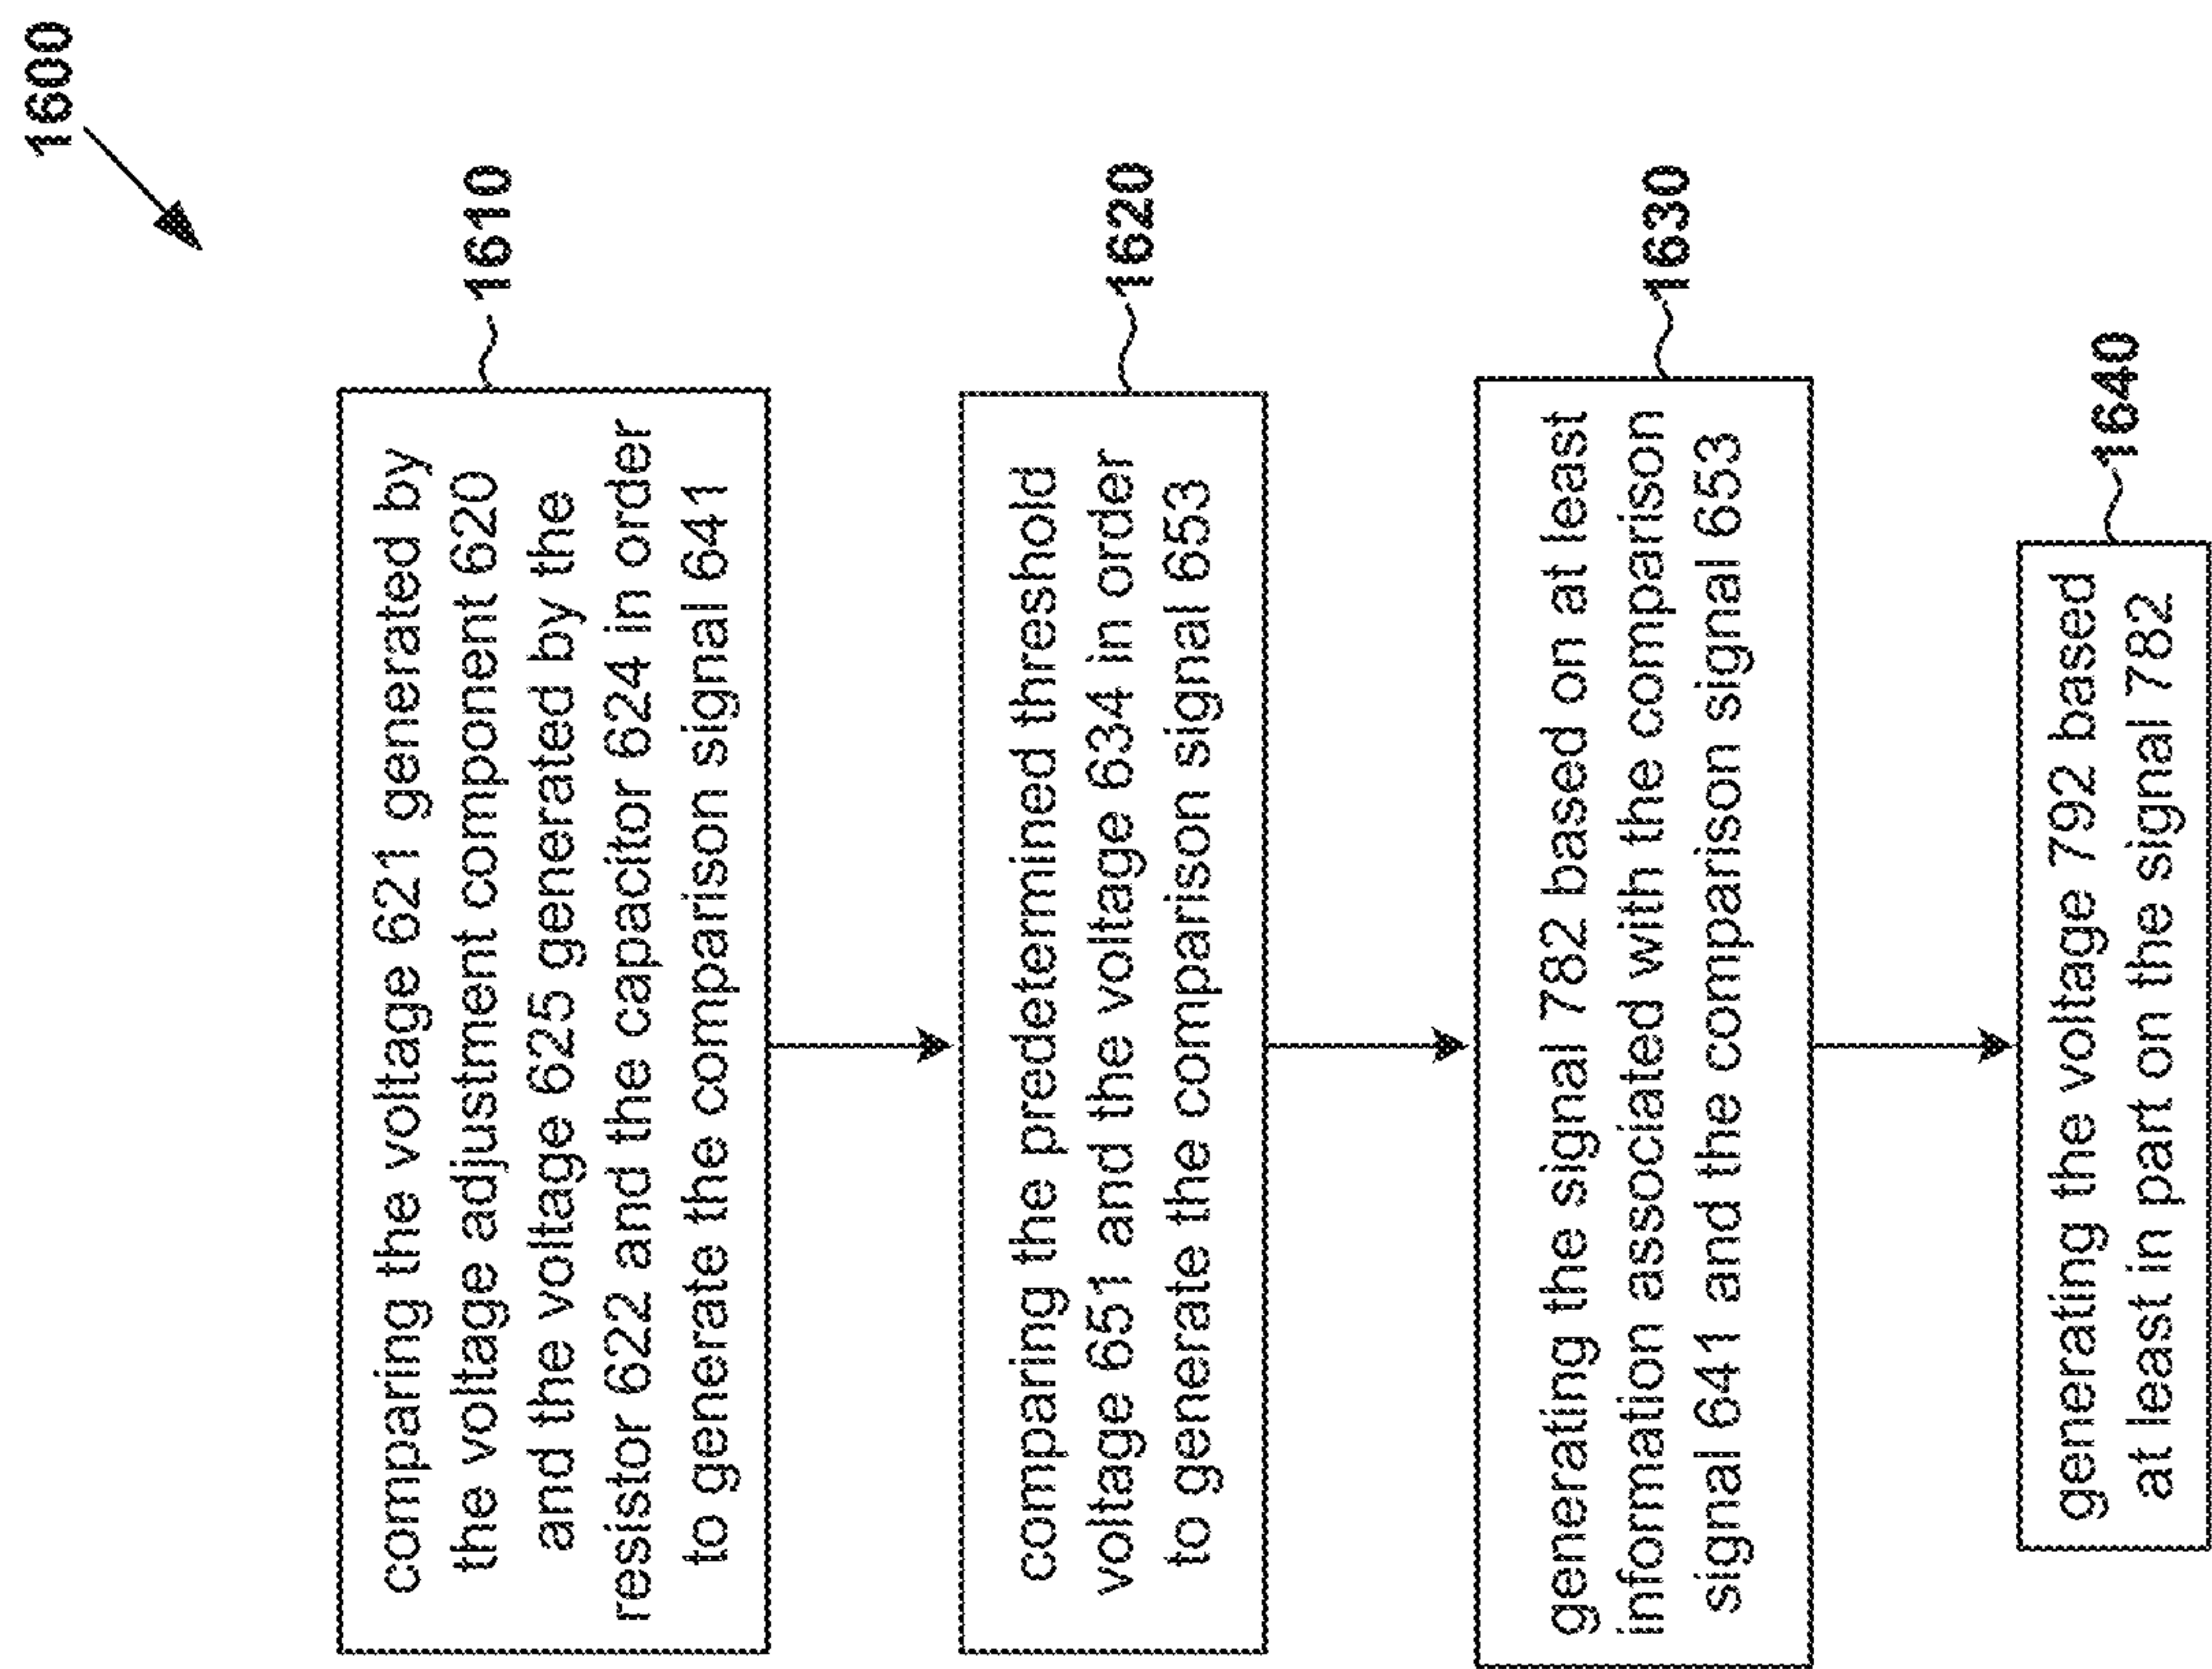 1600
1610
comparing the voltage 621 generated by
the voltage adjustment component 620
and the voltage 625 generated by the
resistor 622 and the capacitor 624 in order
to generate the comparison signal 641
1620
comparing the predetermined threshold
voltage 651 and the voltage 634 in order
to generate the comparison signal 653
1630
generating the signal 782 based on at least
information associated with the comparison
signal 641 and the comparison signal 653
1640
generating the voltage 792 based
at least in part on the signal 782